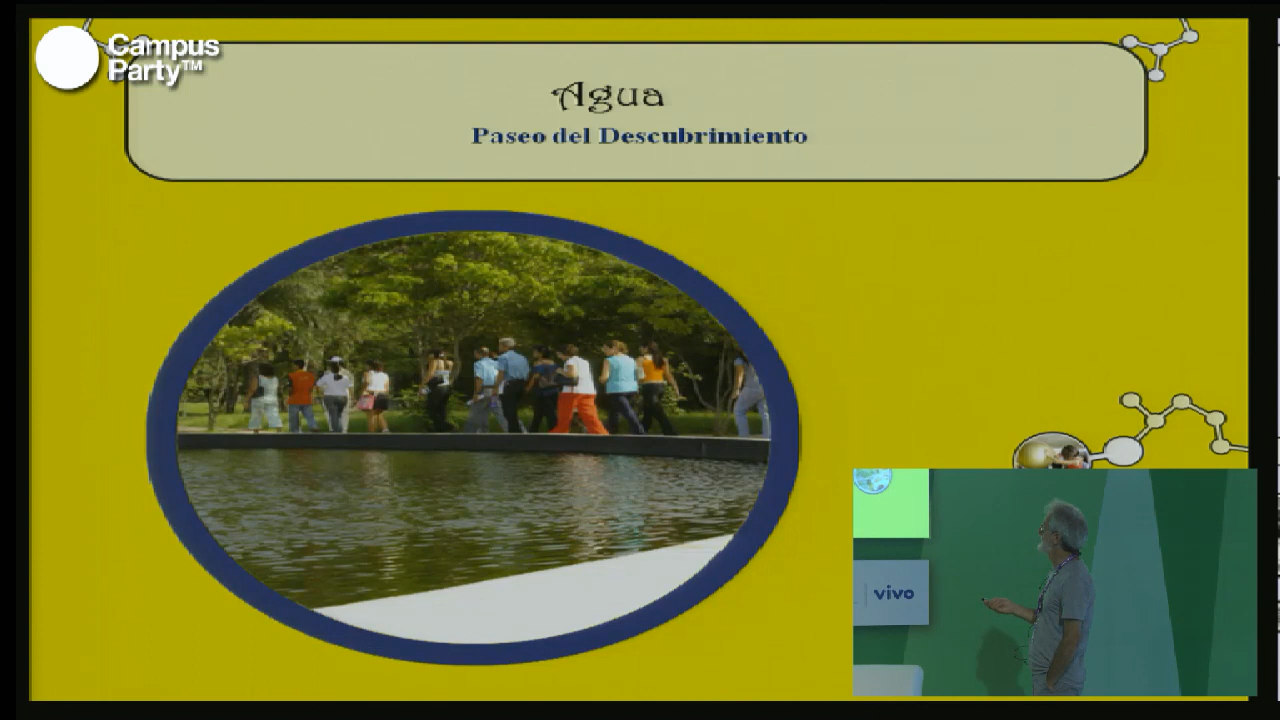 Campus
Party™
Agua
Paseo del Descubrimiento
vivo